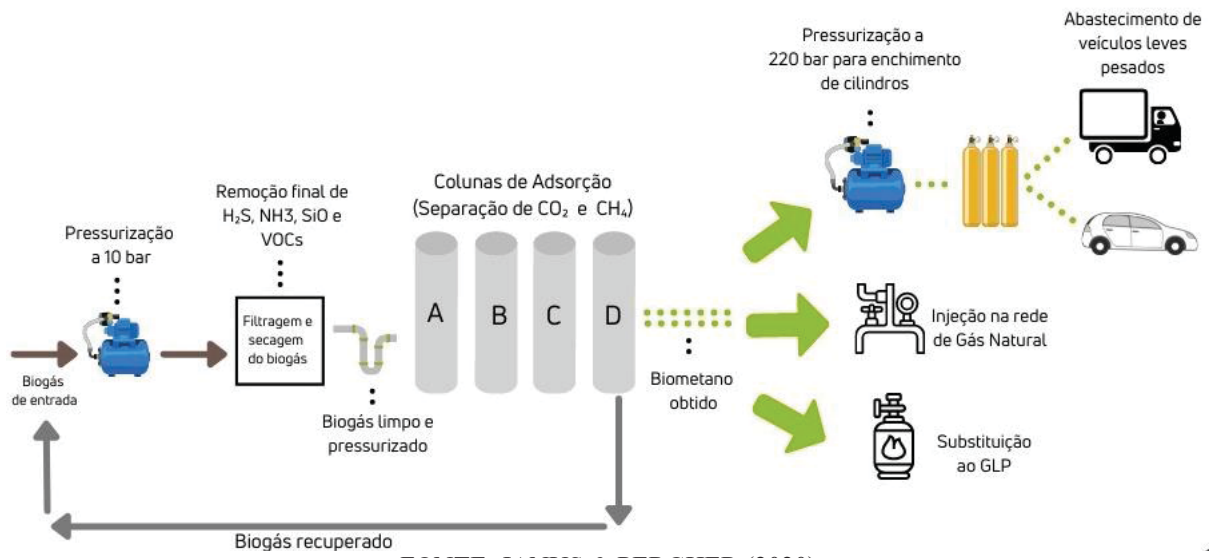 Pressurização
a 10 bar
Biogás
de entrada
Remoção final de
H₂S, NH3, SiO e
VOCs
Filtragem e
secagem
do biogás
Biogás limpo e
pressurizado
Colunas de Adsorção
(Separação de CO₂ e CH₄)
A
B
C
D
Biometano
obtido
Pressurização a
220 bar para enchimento
de cilindros
Abastecimento de
veículos leves
pesados
Injeção na rede
de Gás Natural
Substituição
ao GLP
Biogás recuperado